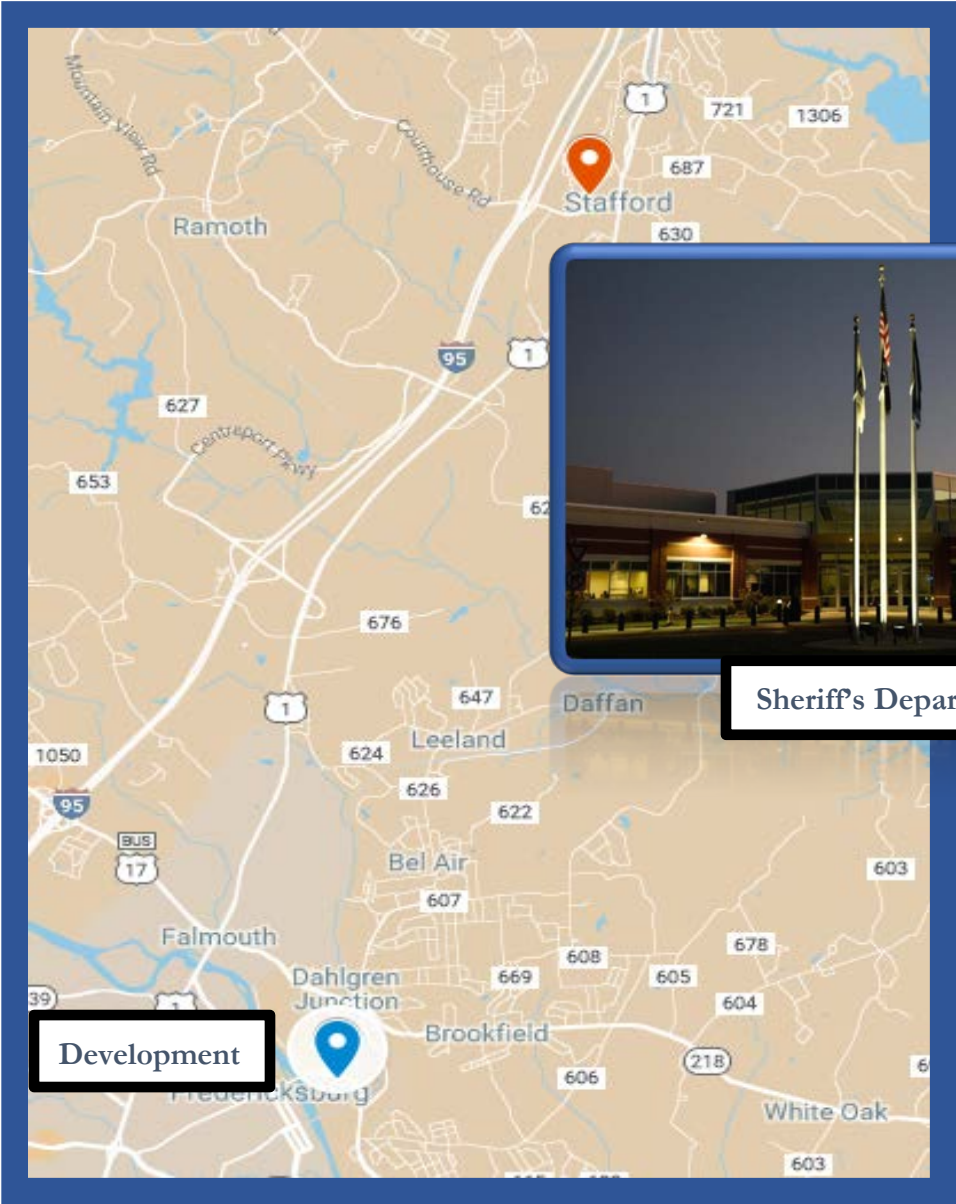 Mountain View Rd
Courthouse Rd
1
721
1306
687
Stafford
Ramoth
630
95
1
627
Centreport Pkwy
653
676
1
647
Daffan
Sheriff's Depar
Leeland
1050
624
95
626
622
BUS
17
Bel Air
603
607
Falmouth
608
678
Dahlgren
Junction
669
605
604
1
Development
Brookfield
218
606
Fredericksburg
White Oak
603